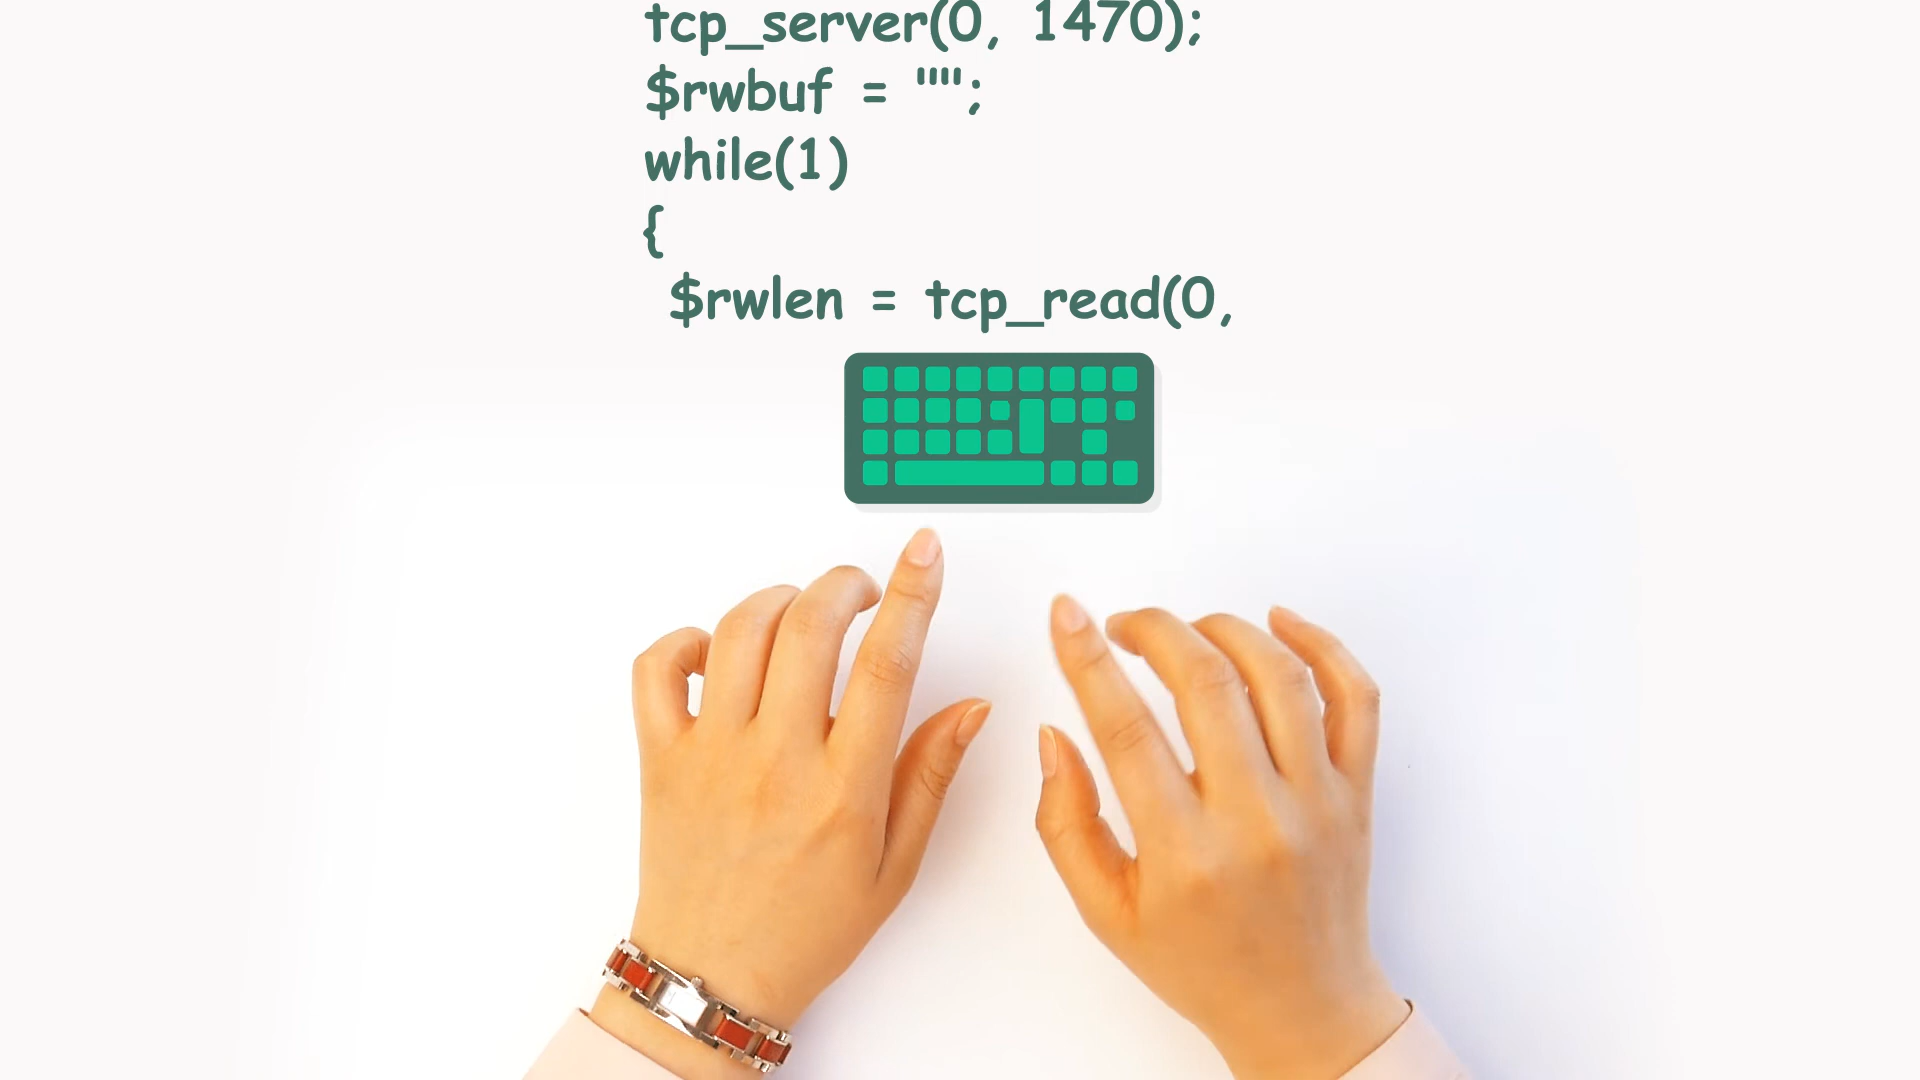 tcp_server(0, 1470);
$rwbuf = "";
while(1)
{
$rwlen = tcp_read(0,